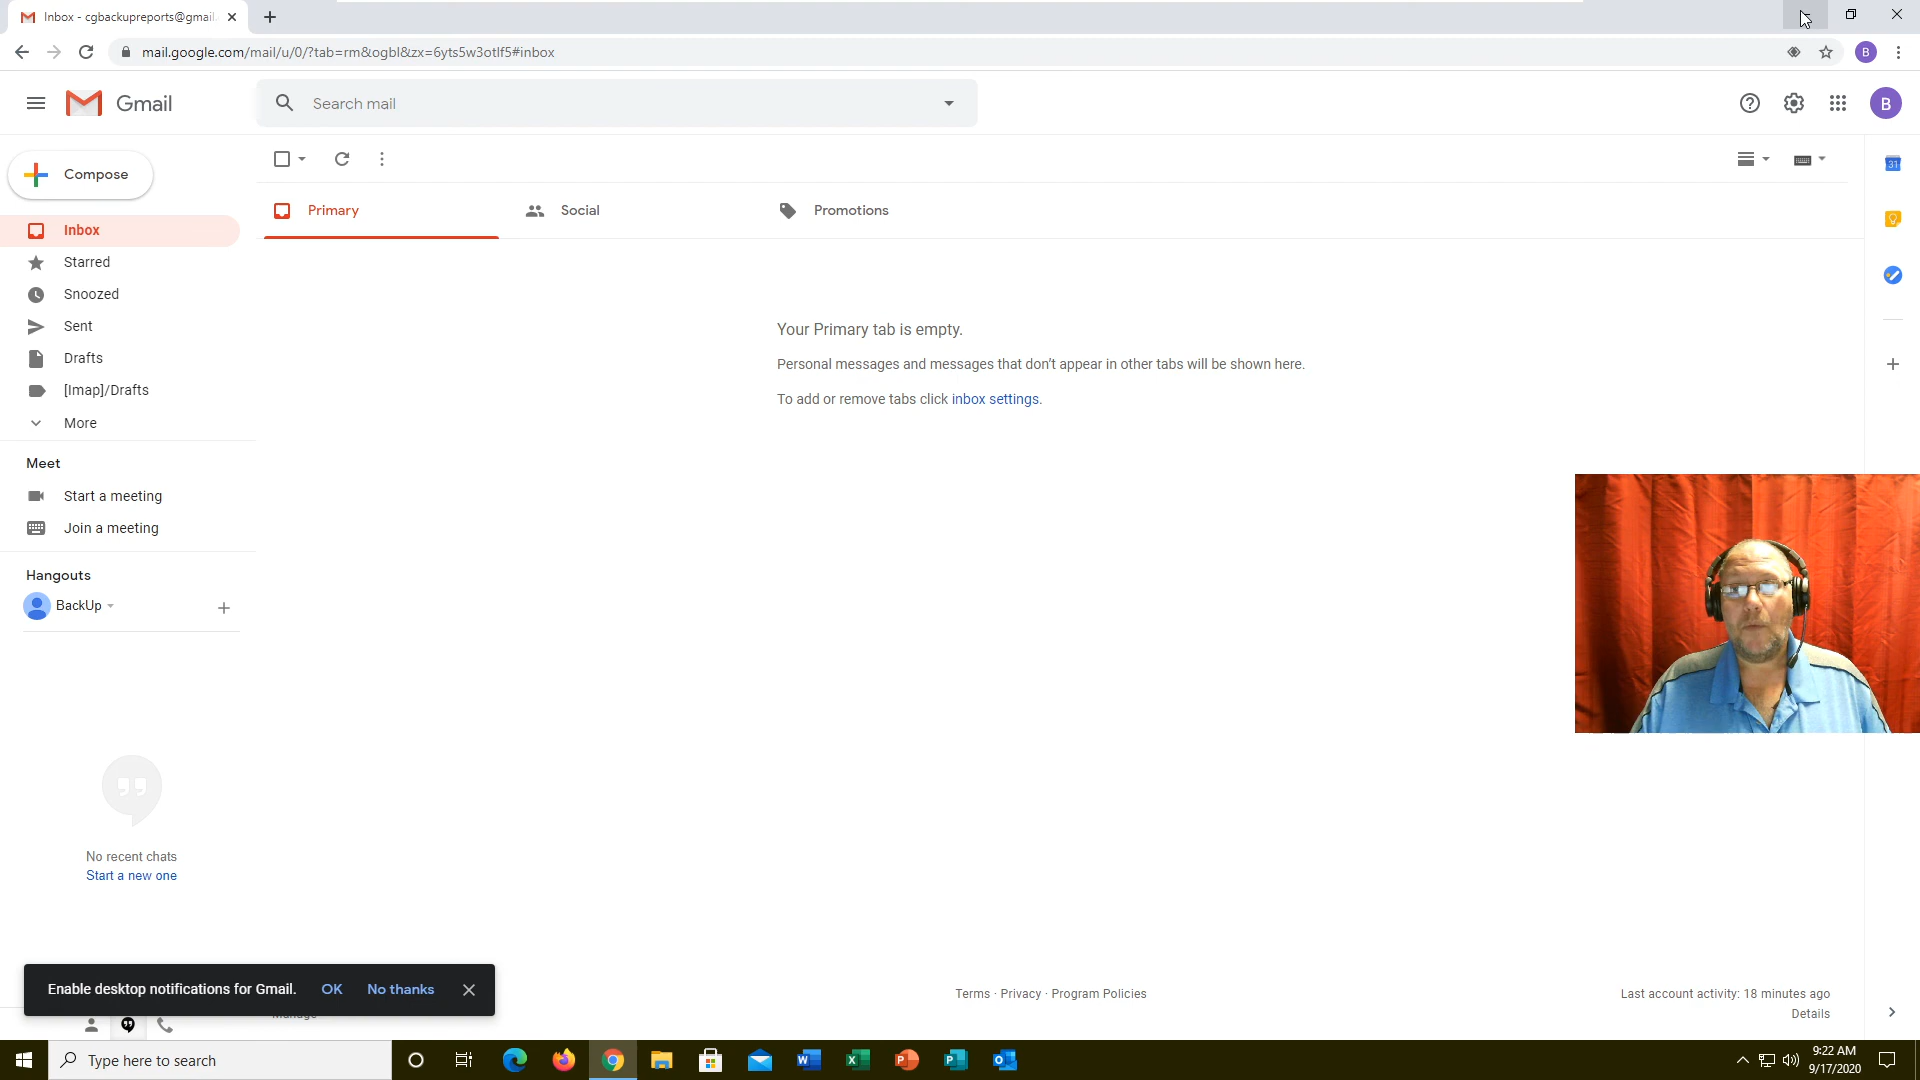 Inbox - cgbackupreports@gmail.
mail.google.com/mail/u/0/?tab=rm&ogbl&zx=6yts5w3otlf5#inbox
B
Gmail
Search mail
B
Compose
31
Primary
Social
Promotions
Inbox
Starred
Snoozed
Sent
Drafts
[Imap]/Drafts
More
Your Primary tab is empty.
Personal messages and messages that don't appear in other tabs will be shown here.
To add or remove tabs click inbox settings.
Meet
Start a meeting
Join a meeting
Hangouts
BackUp
No recent chats
Start a new one
Enable desktop notifications for Gmail. OK No thanks
Manage
Terms · Privacy · Program Policies
Last account activity: 18 minutes ago
Details
Type here to search
9:22 AM
9/17/2020